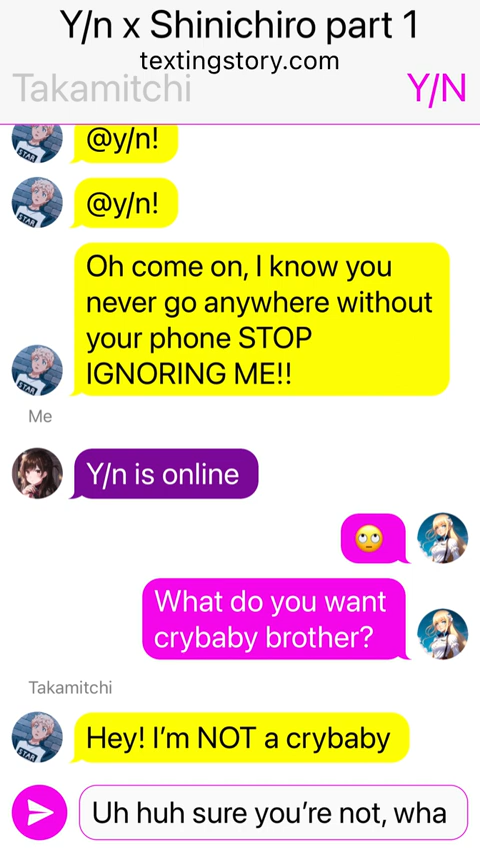 Y/n x Shinichiro part 1
textingstory.com
Takamitchi
Y/N
@y/n!
@y/n!
Oh come on, I know you
never go anywhere without
your phone STOP
IGNORING ME!!
Me
Y/n is online
🙄
What do you want
crybaby brother?
Takamitchi
Hey! I'm NOT a crybaby
Uh huh sure you're not, wha